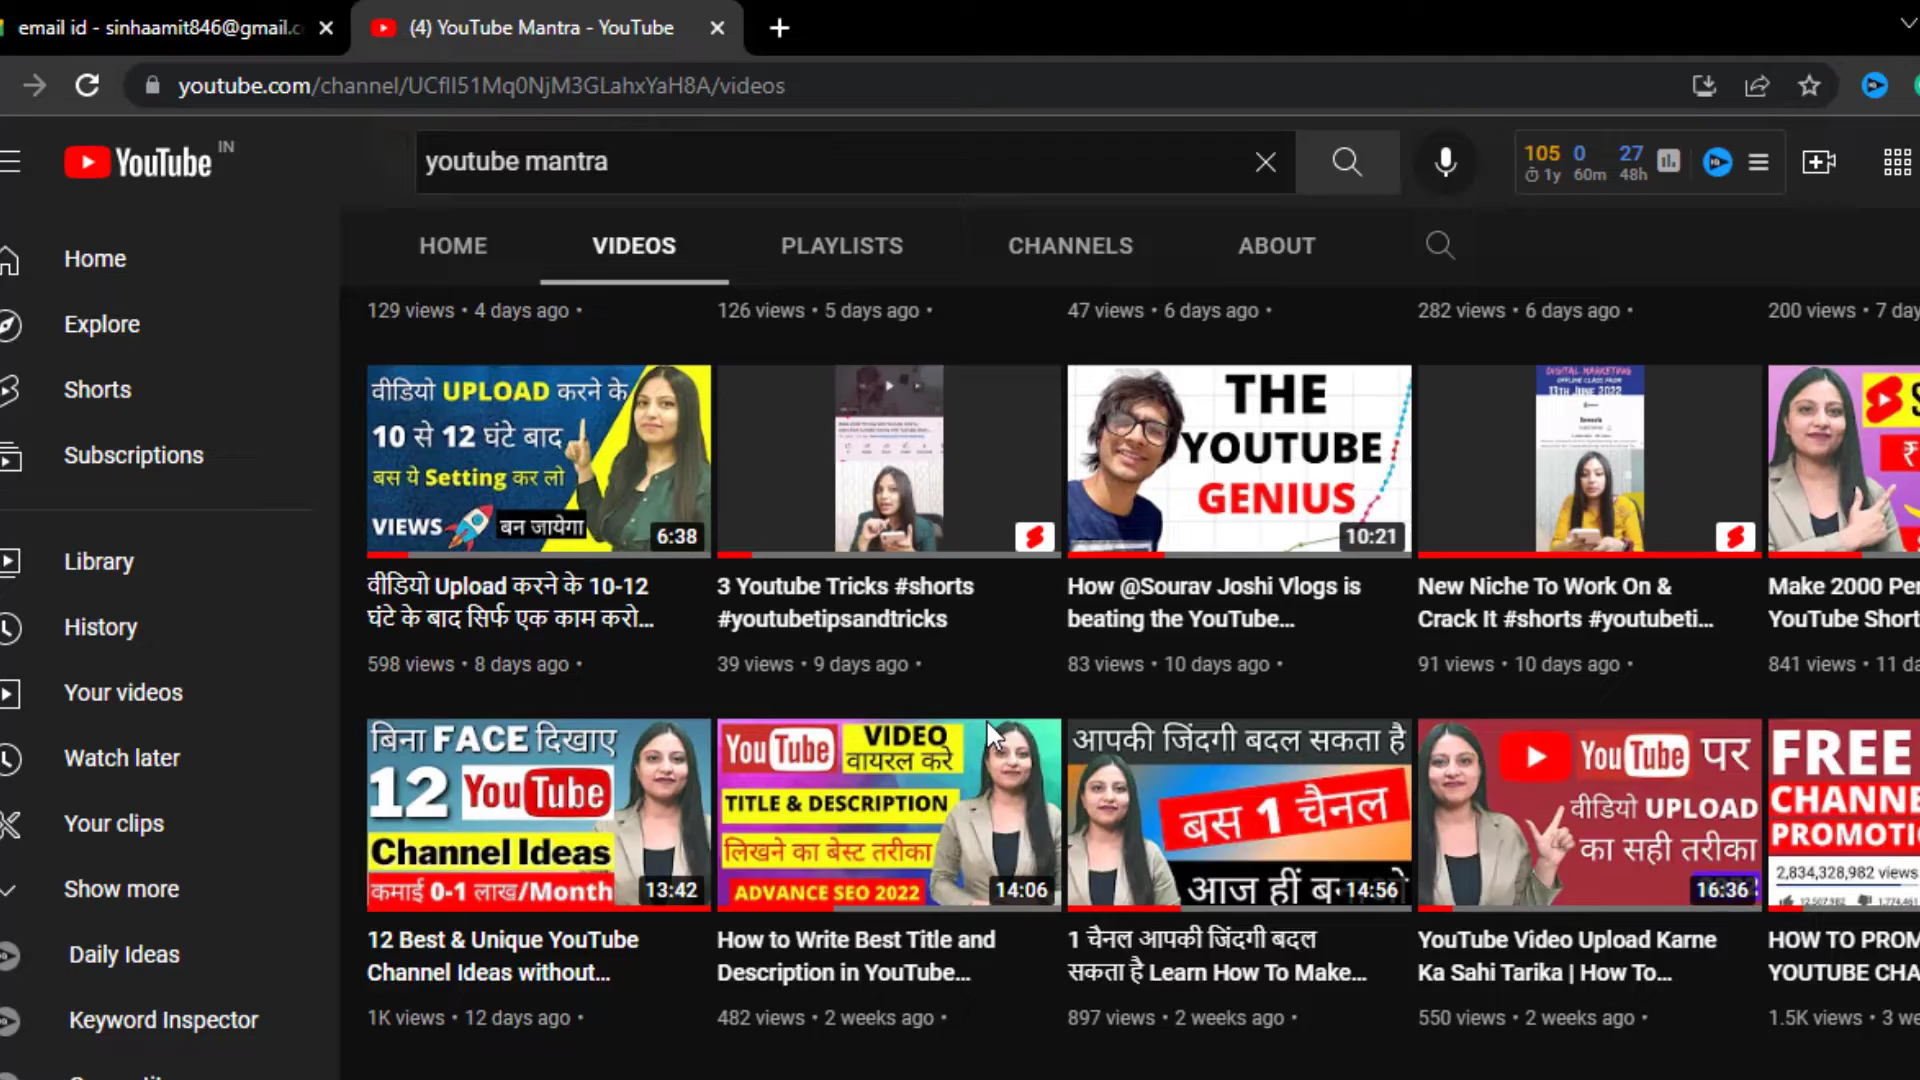 email id - sinhaamit846@gmail.c
(4) YouTube Mantra - YouTube
youtube.com/channel/UCfII51Mq0NjM3GLahxYaH8A/videos
YouTube IN
youtube mantra
105 0 27
1y 60m 48h
HOME VIDEOS PLAYLISTS CHANNELS ABOUT
Home
Explore
Shorts
Subscriptions
Library
History
Your videos
Watch later
Your clips
Show more
Daily Ideas
Keyword Inspector
129 views • 4 days ago •
126 views • 5 days ago •
47 views • 6 days ago •
282 views • 6 days ago •
200 views • 7 day
वीडियो UPLOAD करने के
10 से 12 घंटे बाद
बस ये Setting कर लो
VIEWS बन जायेगा
6:38
वीडियो Upload करने के 10-12
घंटे के बाद सिर्फ एक काम करो...
598 views • 8 days ago •
3 Youtube Tricks #shorts
#youtubetipsandtricks
39 views • 9 days ago •
THE
YOUTUBE
GENIUS
10:21
How @Sourav Joshi Vlogs is
beating the YouTube...
83 views • 10 days ago •
DIGITAL MARKETING
OFFLINE CLASS FROM
13TH JUNE 2022
New Niche To Work On &
Crack It #shorts #youtubeti...
91 views • 10 days ago •
S
₹
Make 2000 Per
YouTube Short
841 views • 11 da
बिना FACE दिखाए
12 YouTube
Channel Ideas
कमाई 0-1 लाख/Month
13:42
12 Best & Unique YouTube
Channel Ideas without...
1K views • 12 days ago •
YouTube VIDEO
वायरल करे
TITLE & DESCRIPTION
लिखने का बेस्ट तरीका
ADVANCE SEO 2022
14:06
How to Write Best Title and
Description in YouTube...
482 views • 2 weeks ago •
आपकी जिंदगी बदल सकता है
बस 1 चैनल
आज हीं
14:56
1 चैनल आपकी जिंदगी बदल
सकता है Learn How To Make...
897 views • 2 weeks ago •
YouTube पर
वीडियो UPLOAD
का सही तरीका
16:36
YouTube Video Upload Karne
Ka Sahi Tarika | How To...
550 views • 2 weeks ago •
FREE
CHANNE
PROMOTI
2,834,328,982 views
HOW TO PROM
YOUTUBE CHA
1.5K views • 3 we